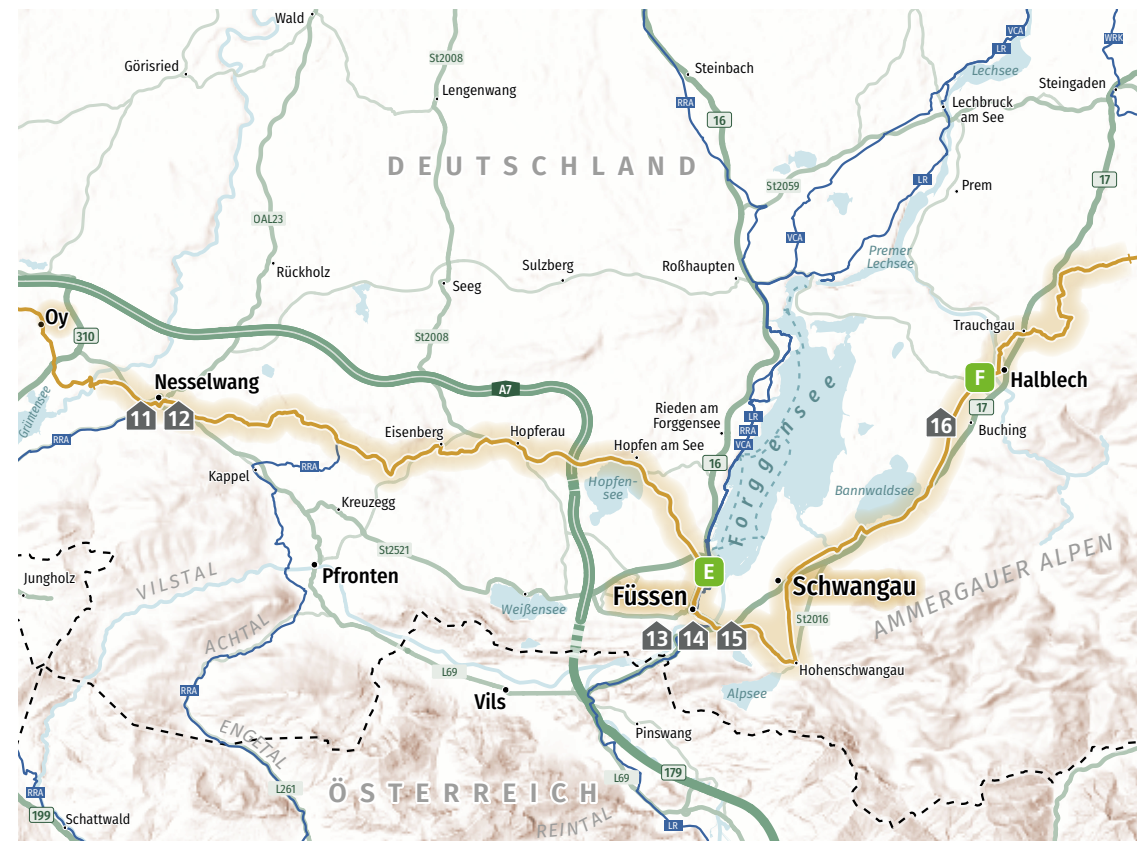 Wald
VCA
LR
WRK
Görisried
St2008
Steinbach
Lechsee
Lengenwang
Steingaden
RRA
Lechbruck
am See
16
DEUTSCHLAND
St2059
LR
Prem
17
OAL23
VCA
Premer
Lechsee
Rückholz
Sulzberg
Roßhaupten
Seeg
Oy
310
St2008
Trauchgau
Nesselwang
A7
F
Halblech
Grüntensee
11
12
Rieden am
Forggensee
LR
RRA
VCA
Forggensee
17
16
Buching
RRA
Eisenberg
Hopferau
Hopfen am See
Kappel
RRA
16
Hopfen-
see
Bannwaldsee
Kreuzegg
St2521
Jungholz
VILSTAL
Pfronten
E
Schwangau
AMMERGAUER ALPEN
Weißensee
Füssen
St2016
ACHTAL
13
14
15
L69
Hohenschwangau
RRA
Vils
Alpsee
ENGETAL
Pinswang
179
L69
RRA
L261
ÖSTERREICH
199
Schattwald
REINTAL
LR